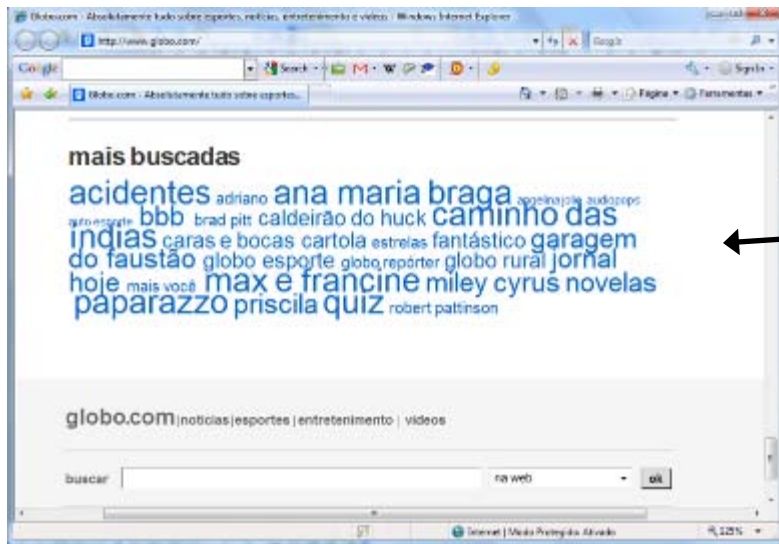 Globo.com - Absolutamente tudo sobre esportes, notícias, entretenimento e vídeos - Windows Internet Explorer
http://www.globo.com/
Google
Google Search
Sign In
Globo.com - Absolutamente tudo sobre esportes...
Página Ferramentas
mais buscadas
acidentes adriano ana maria braga angelina jolie audiopops
auto esporte bbb brad pitt caldeirão do huck caminho das
índias caras e bocas cartola estrelas fantástico garagem
do faustão globo esporte globo repórter globo rural jornal
hoje mais você max e francine miley cyrus novelas
paparazzo priscila quiz robert pattinson
globo.com | notícias | esportes | entretenimento | vídeos
buscar na web ok
Internet | Modo Protegido: Ativado 125%